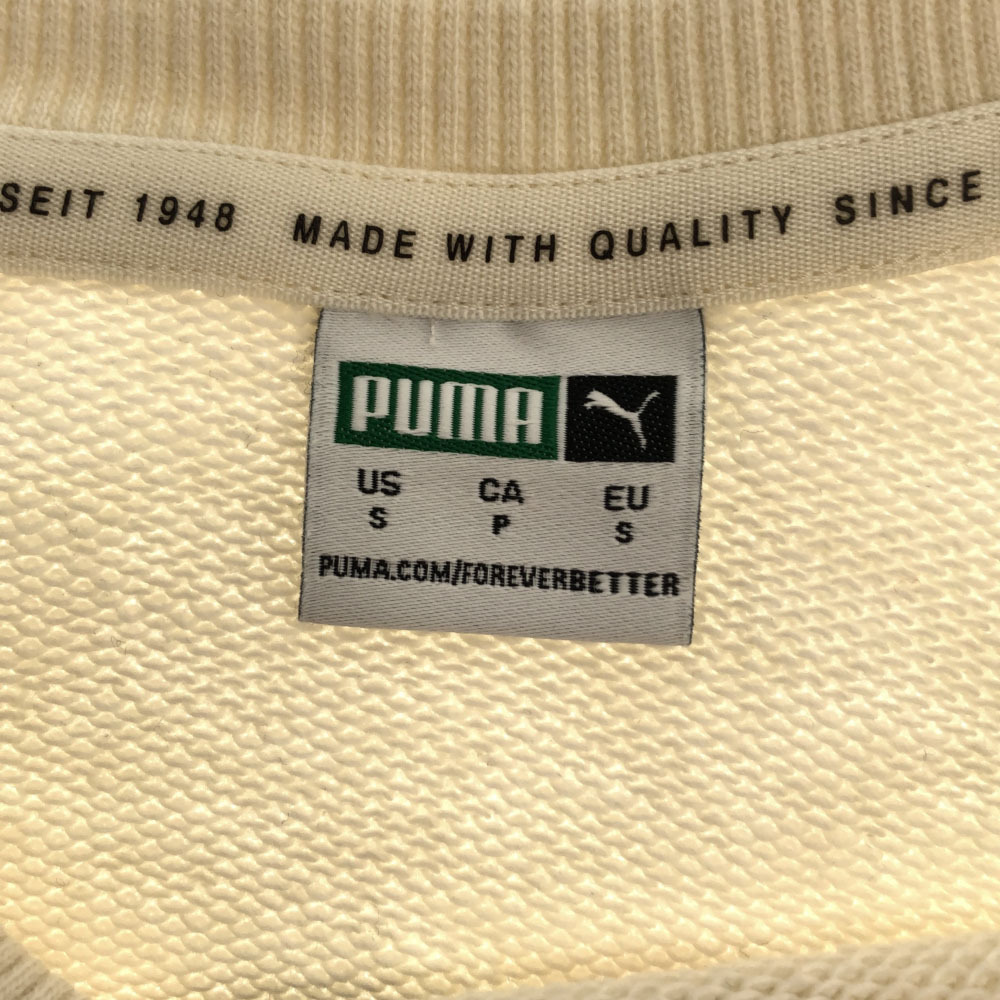 SEIT 1948 MADE WITH QUALITY SINCE
PUMA
US CA EU
S P S
PUMA.COM/FOREVERBETTER